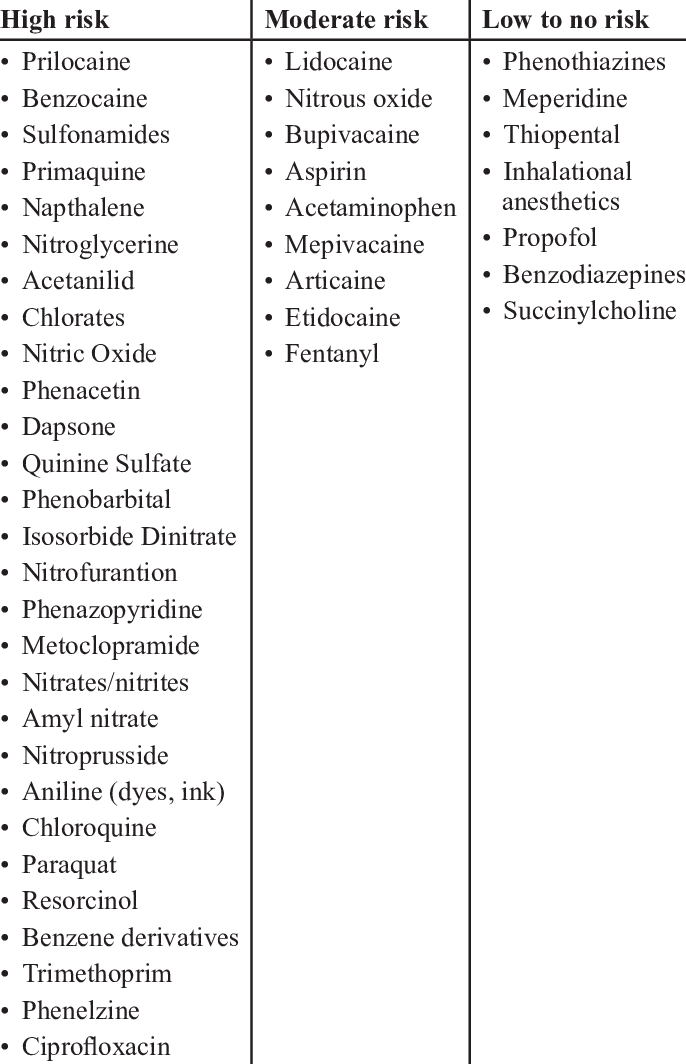 High risk
• Prilocaine
• Benzocaine
• Sulfonamides
• Primaquine
• Napthalene
• Nitroglycerine
• Acetanilid
• Chlorates
• Nitric Oxide
• Phenacetin
• Dapsone
• Quinine Sulfate
• Phenobarbital
• Isosorbide Dinitrate
• Nitrofurantion
• Phenazopyridine
• Metoclopramide
• Nitrates/nitrites
• Amyl nitrate
• Nitroprusside
• Aniline (dyes, ink)
• Chloroquine
• Paraquat
• Resorcinol
• Benzene derivatives
• Trimethoprim
• Phenelzine
• Ciprofloxacin
Moderate risk
• Lidocaine
• Nitrous oxide
• Bupivacaine
• Aspirin
• Acetaminophen
• Mepivacaine
• Articaine
• Etidocaine
• Fentanyl
Low to no risk
• Phenothiazines
• Meperidine
• Thiopental
• Inhalational
anesthetics
• Propofol
• Benzodiazepines
• Succinylcholine